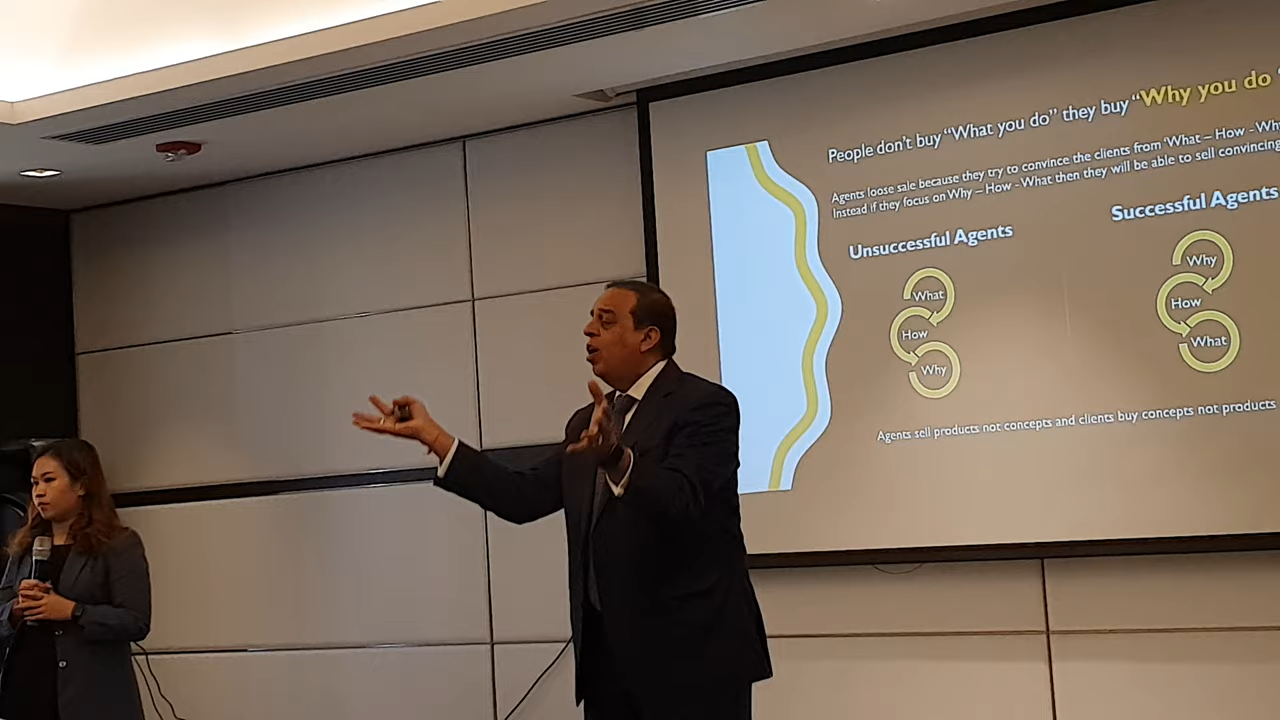 People don't buy "What you do" they buy "Why you do
Agents loose sale because they try to convince the clients from 'What – How - Why
Instead if they focus on Why – How - What then they will be able to sell convincing
Unsuccessful Agents
Successful Agents
What
How
Why
Why
How
What
Agents sell products not concepts and clients buy concepts not products